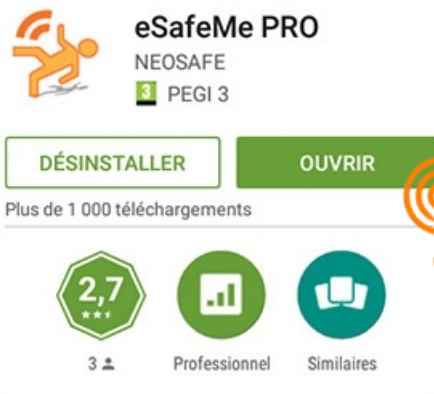 eSafeMe PRO
NEOSAFE
3 PEGI 3
DÉSINSTALLER OUVRIR
Plus de 1 000 téléchargements
2,7
3 Professionnel Similaires